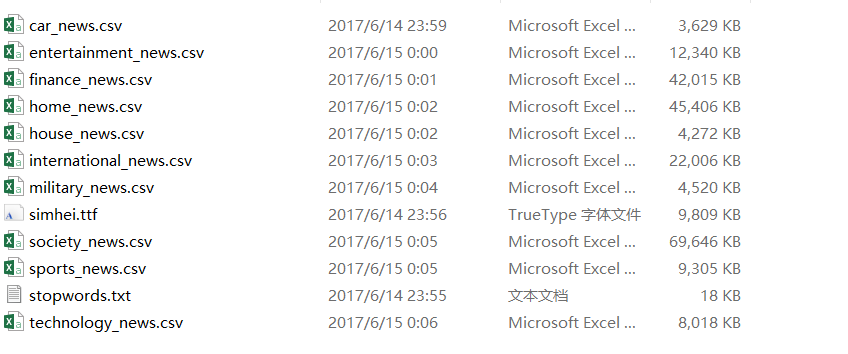 car_news.csv 2017/6/14 23:59 Microsoft Excel ... 3,629 KB
entertainment_news.csv 2017/6/15 0:00 Microsoft Excel ... 12,340 KB
finance_news.csv 2017/6/15 0:01 Microsoft Excel ... 42,015 KB
home_news.csv 2017/6/15 0:02 Microsoft Excel ... 45,406 KB
house_news.csv 2017/6/15 0:02 Microsoft Excel ... 4,272 KB
international_news.csv 2017/6/15 0:03 Microsoft Excel ... 22,006 KB
military_news.csv 2017/6/15 0:04 Microsoft Excel ... 4,520 KB
simhei.ttf 2017/6/14 23:56 TrueType 字体文件 9,809 KB
society_news.csv 2017/6/15 0:05 Microsoft Excel ... 69,646 KB
sports_news.csv 2017/6/15 0:05 Microsoft Excel ... 9,305 KB
stopwords.txt 2017/6/14 23:55 文本文档 18 KB
technology_news.csv 2017/6/15 0:06 Microsoft Excel ... 8,018 KB